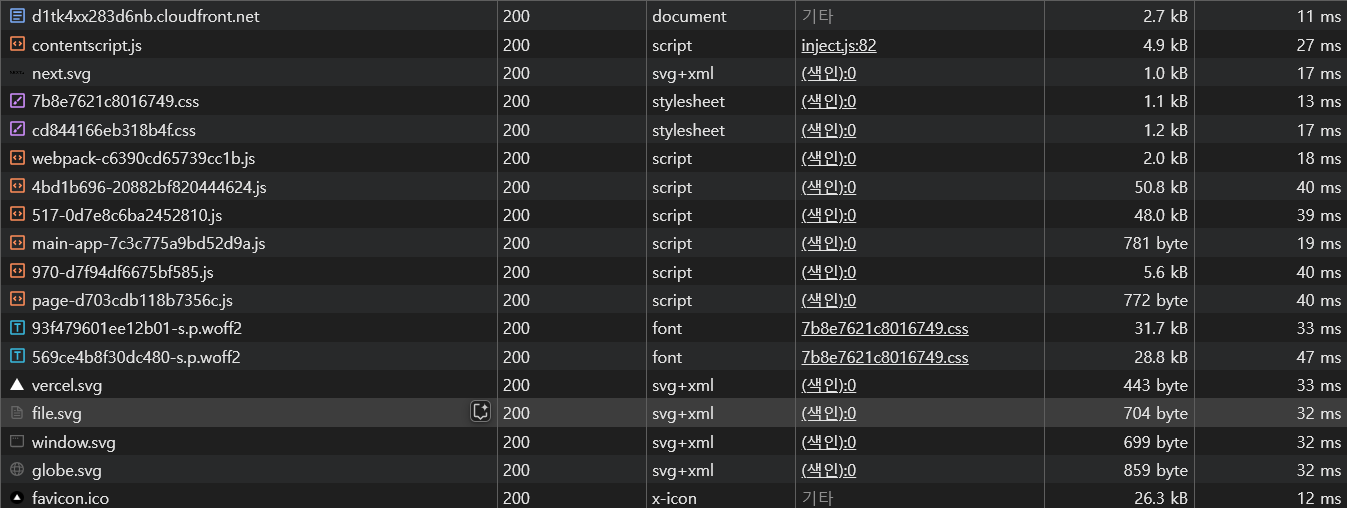 d1tk4xx283d6nb.cloudfront.net 200 document 기타 2.7 kB 11 ms
contentscript.js 200 script inject.js:82 4.9 kB 27 ms
next.svg 200 svg+xml (색인):0 1.0 kB 17 ms
7b8e7621c8016749.css 200 stylesheet (색인):0 1.1 kB 13 ms
cd844166eb318b4f.css 200 stylesheet (색인):0 1.2 kB 17 ms
webpack-c6390cd65739cc1b.js 200 script (색인):0 2.0 kB 18 ms
4bd1b696-20882bf820444624.js 200 script (색인):0 50.8 kB 40 ms
517-0d7e8c6ba2452810.js 200 script (색인):0 48.0 kB 39 ms
main-app-7c3c775a9bd52d9a.js 200 script (색인):0 781 byte 19 ms
970-d7f94df6675bf585.js 200 script (색인):0 5.6 kB 40 ms
page-d703cdb118b7356c.js 200 script (색인):0 772 byte 40 ms
93f479601ee12b01-s.p.woff2 200 font 7b8e7621c8016749.css 31.7 kB 33 ms
569ce4b8f30dc480-s.p.woff2 200 font 7b8e7621c8016749.css 28.8 kB 47 ms
vercel.svg 200 svg+xml (색인):0 443 byte 33 ms
file.svg 200 svg+xml (색인):0 704 byte 32 ms
window.svg 200 svg+xml (색인):0 699 byte 32 ms
globe.svg 200 svg+xml (색인):0 859 byte 32 ms
favicon.ico 200 x-icon 기타 26.3 kB 12 ms